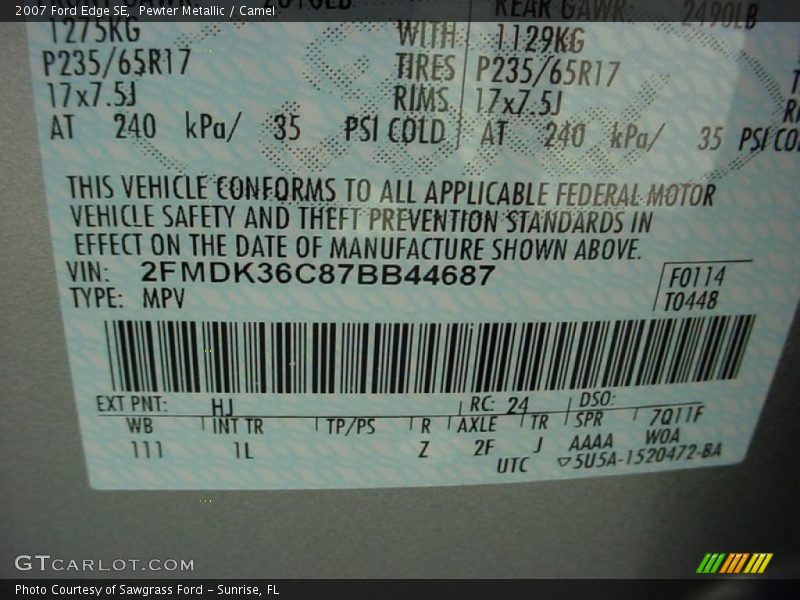 2007 Ford Edge SE, Pewter Metallic / Camel
REAR GAWR 2490LB
1275KG WITH 1129KG
P235/65R17 TIRES P235/65R17
17x7.5J RIMS 17x7.5J
AT 240 kPa/ 35 PSI COLD AT 240 kPa/ 35 PSI COL
THIS VEHICLE CONFORMS TO ALL APPLICABLE FEDERAL MOTOR
VEHICLE SAFETY AND THEFT PREVENTION STANDARDS IN
EFFECT ON THE DATE OF MANUFACTURE SHOWN ABOVE.
VIN: 2FMDK36C87BB44687 F0114
TYPE: MPV T0448
EXT PNT: HJ RC: 24 DSO:
WB INT TR TP/PS R AXLE TR SPR 7Q11F
111 1L Z 2F J AAAA WOA
UTC ▽5U5A-1520472-BA
GTCARLOT.COM
Photo Courtesy of Sawgrass Ford - Sunrise, FL